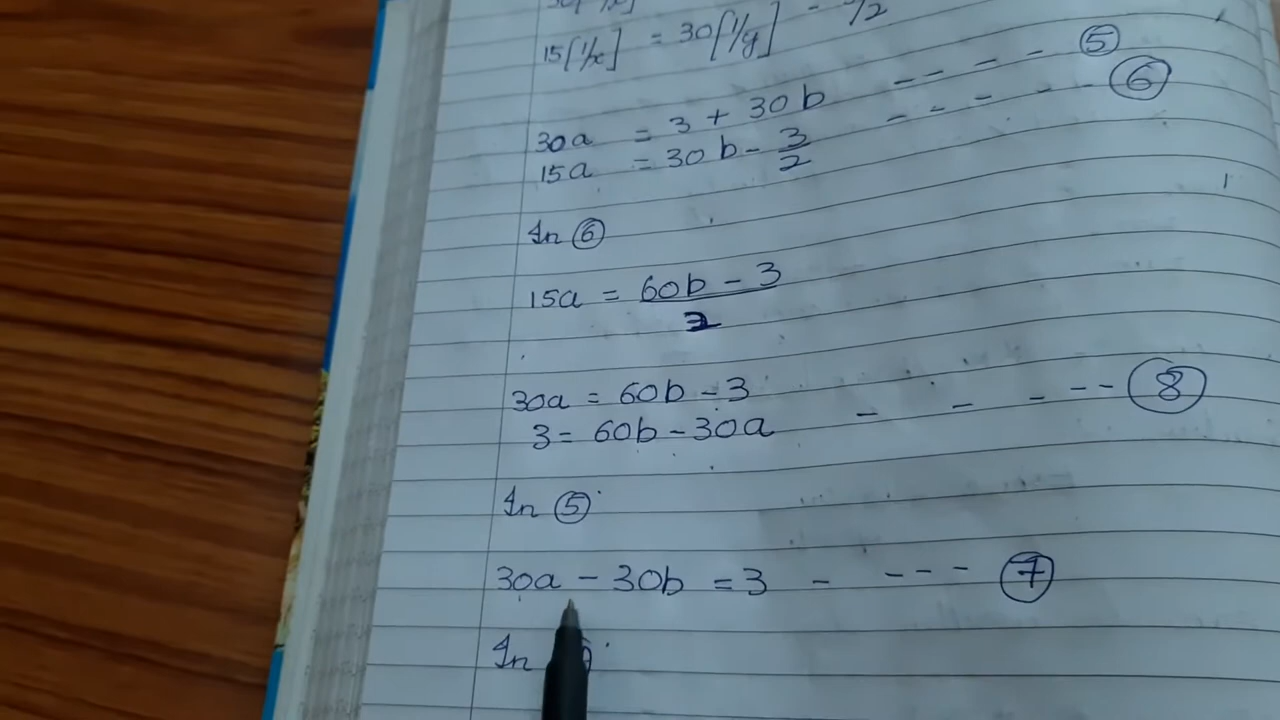 15[1/x] = 30[1/y] - 3/2
30a = 3 + 30b ---- ⑤
15a = 30b - 3/2 ----- ⑥
In ⑥
15a = 60b - 3 / 2
30a = 60b - 3
3 = 60b - 30a ----- ⑧
In ⑤
30a - 30b = 3 ---- ⑦
In